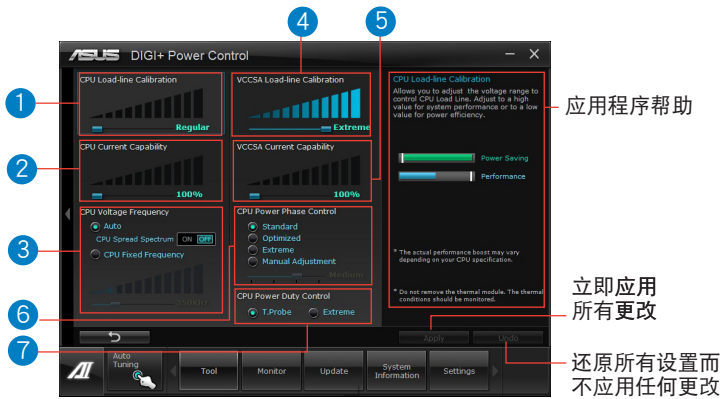 4
5
ASUS DIGI+ Power Control
1
CPU Load-line Calibration
Regular
VCCSA Load-line Calibration
Extreme
CPU Load-line Calibration
Allows you to adjust the voltage range to
control CPU Load Line. Adjust to a high
value for system performance or to a low
value for power efficiency.
应用程序帮助
2
CPU Current Capability
100%
VCCSA Current Capability
100%
Power Saving
Performance
3
CPU Voltage Frequency
Auto
CPU Spread Spectrum ON OFF
CPU Fixed Frequency
350KHz
CPU Power Phase Control
Standard
Optimized
Extreme
Manual Adjustment
Medium
* The actual performance boost may vary
depending on your CPU specification.
* Do not remove the thermal module. The thermal
conditions should be monitored.
6
7
CPU Power Duty Control
T.Probe Extreme
立即应用
所有更改
Apply Undo
还原所有设置而
不应用任何更改
AI
Auto
Tuning
Tool
Monitor
Update
System
Information
Settings